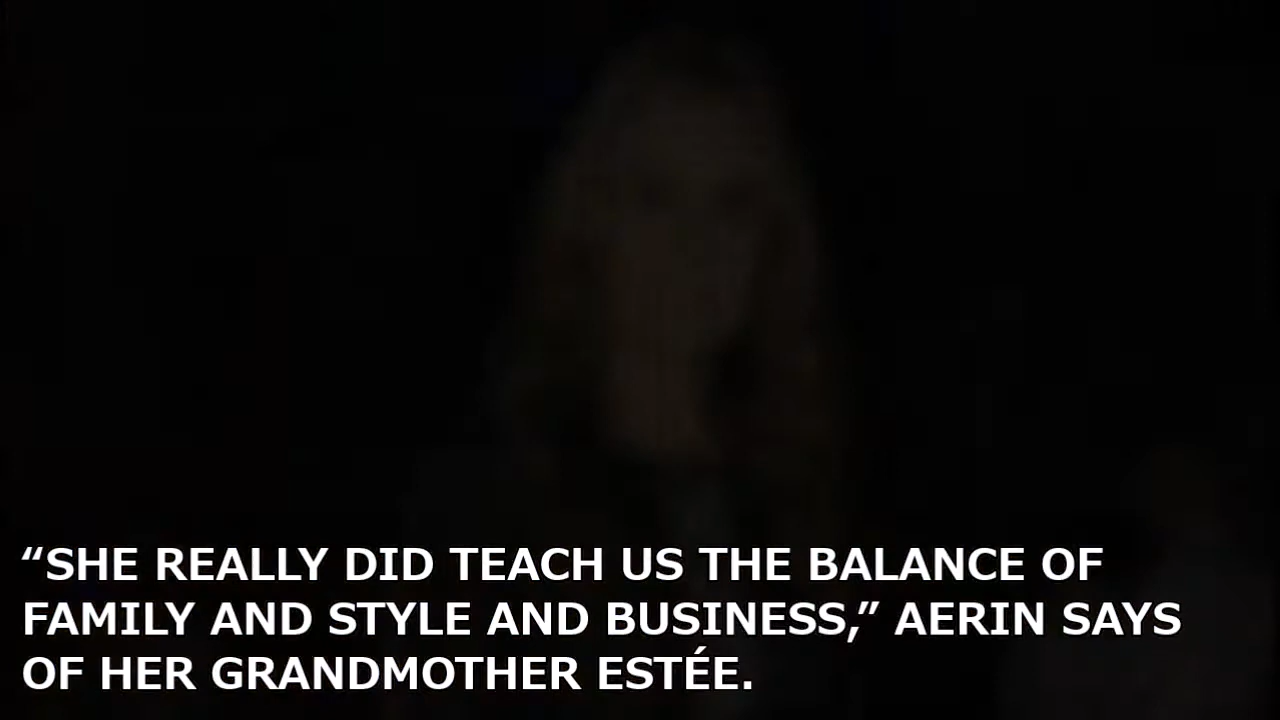 “SHE REALLY DID TEACH US THE BALANCE OF
FAMILY AND STYLE AND BUSINESS,” AERIN SAYS
OF HER GRANDMOTHER ESTÉE.